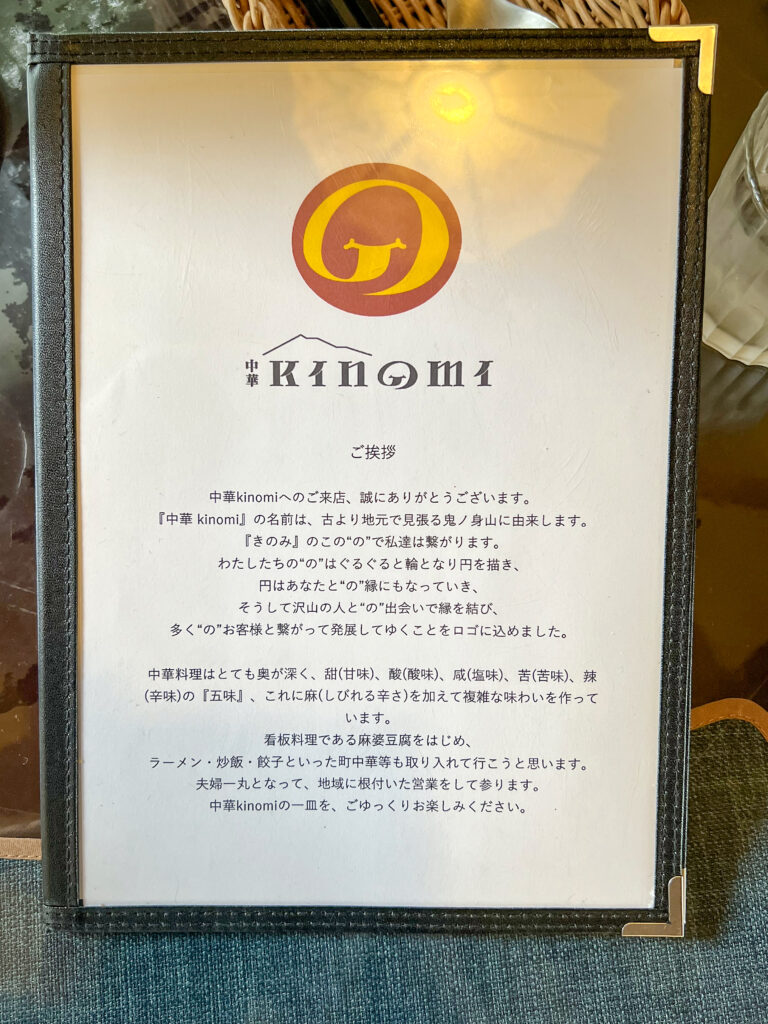 中華 KINOMI
ご挨拶
中華kinomiへのご来店、誠にありがとうございます。
『中華 kinomi』の名前は、古より地元で見張る鬼ノ身山に由来します。
『きのみ』のこの“の”で私達は繋がります。
わたしたちの“の”はぐるぐると輪となり円を描き、
円はあなたと“の”縁にもなっていき、
そうして沢山の人と“の”出会いで縁を結び、
多く“の”お客様と繋がって発展してゆくことをロゴに込めました。
中華料理はとても奥が深く、甜(甘味)、酸(酸味)、咸(塩味)、苦(苦味)、辣
(辛味)の『五味』、これに麻(しびれる辛さ)を加えて複雑な味わいを作って
います。
看板料理である麻婆豆腐をはじめ、
ラーメン・炒飯・餃子といった町中華等も取り入れて行こうと思います。
夫婦一丸となって、地域に根付いた営業をして参ります。
中華kinomiの一皿を、ごゆっくりお楽しみください。